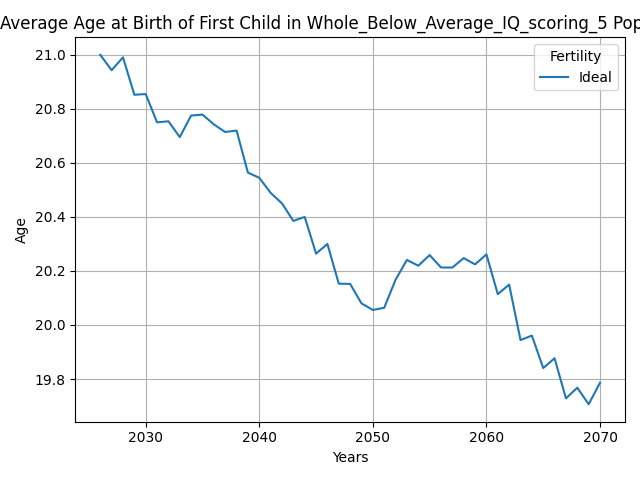 Average Age at Birth of First Child in Whole_Below_Average_IQ_scoring_5 Pop
Fertility
Ideal
21.0
20.8
20.6
20.4
20.2
20.0
19.8
Age
2030 2040 2050 2060 2070
Years